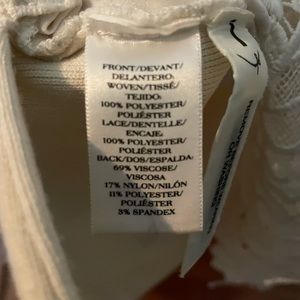 FRONT/DEVANT/
DELANTERO:
WOVEN/TISSÉ/
TEJIDO:
100% POLYESTER/
POLIÉSTER
LACE/DENTELLE/
ENCAJE:
100% POLYESTER/
POLIÉSTER
BACK/DOS/ESPALDA:
69% VISCOSE/
VISCOSA
17% NYLON/NILÓN
11% POLYESTER/
POLIÉSTER
3% SPANDEX